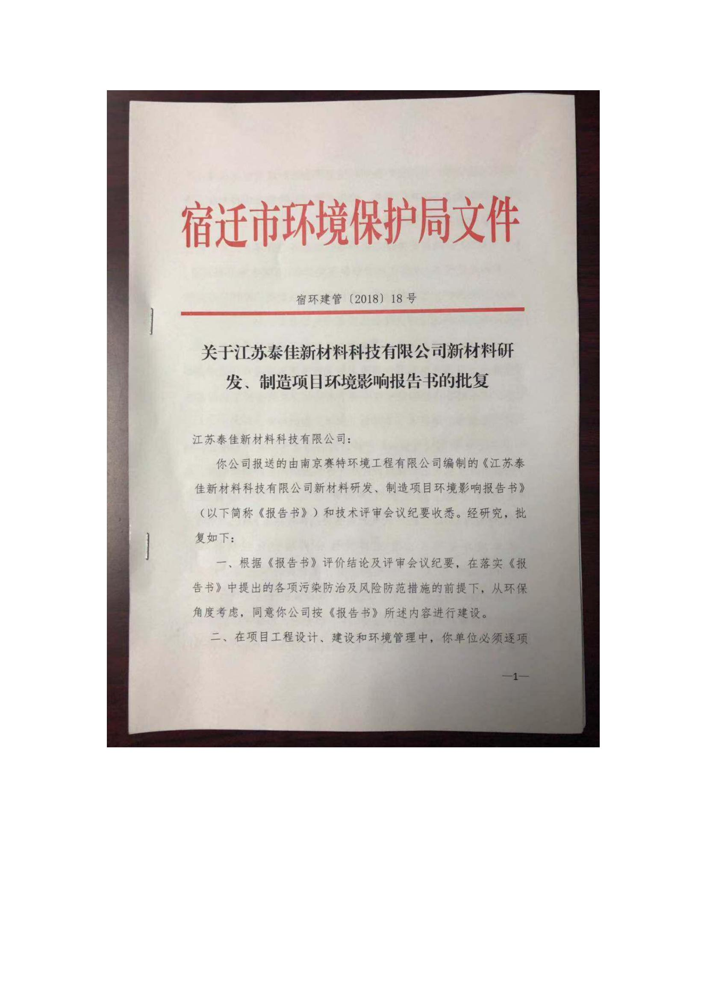 宿迁市环境保护局文件
宿环建管〔2018〕18号
关于江苏泰佳新材料科技有限公司新材料研
发、制造项目环境影响报告书的批复
江苏泰佳新材料科技有限公司：
你公司报送的由南京赛特环境工程有限公司编制的《江苏泰
佳新材料科技有限公司新材料研发、制造项目环境影响报告书》
（以下简称《报告书》）和技术评审会议纪要收悉。经研究，批
复如下：
一、根据《报告书》评价结论及评审会议纪要，在落实《报
告书》中提出的各项污染防治及风险防范措施的前提下，从环保
角度考虑，同意你公司按《报告书》所述内容进行建设。
二、在项目工程设计、建设和环境管理中，你单位必须逐项
—1—